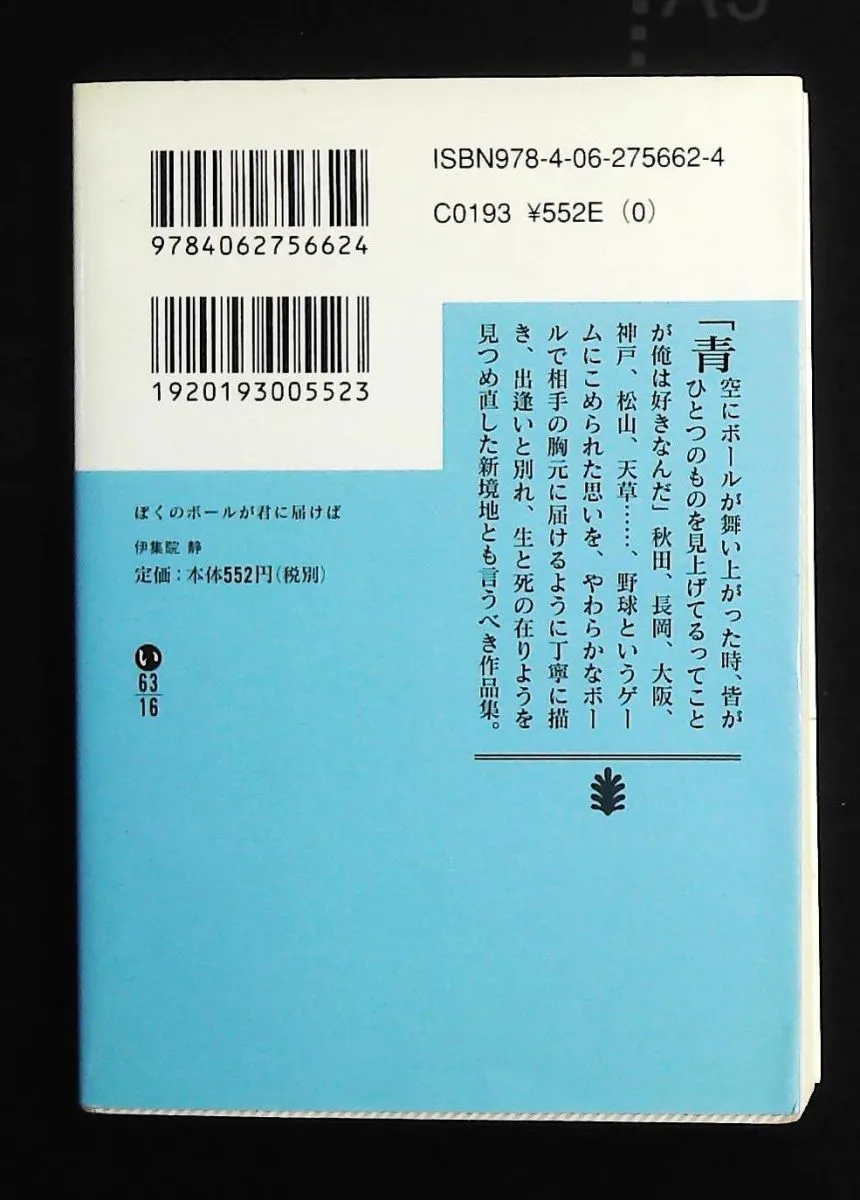 9784062756624
1920193005523
ISBN978-4-06-275662-4
C0193 ¥552E (0)
「青空にボールが舞い上がった時、皆が
ひとつのものを見上げてるってこと
が俺は好きなんだ」秋田、長岡、大阪、
神戸、松山、天草……、野球というゲー
ムにこめられた思いを、やわらかなボー
ルで相手の胸元に届けるように丁寧に描
き、出逢いと別れ、生と死の在りようを
見つめ直した新境地とも言うべき作品集。
ぼくのボールが君に届けば
伊集院 静
定価:本体552円(税別)
い
63
16